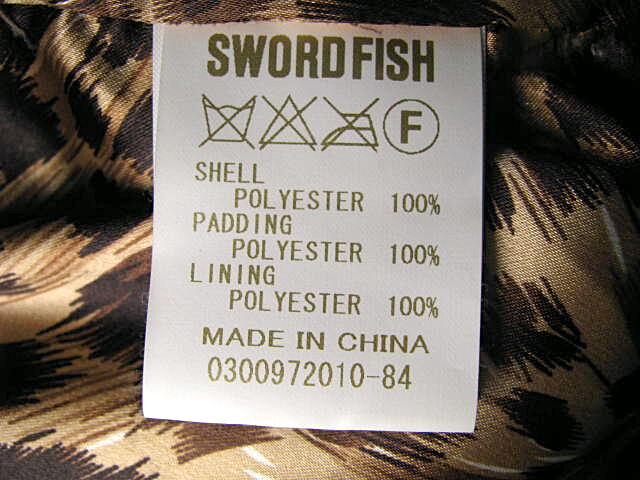 SWORDFISH
F
SHELL
POLYESTER 100%
PADDING
POLYESTER 100%
LINING
POLYESTER 100%
MADE IN CHINA
0300972010-84